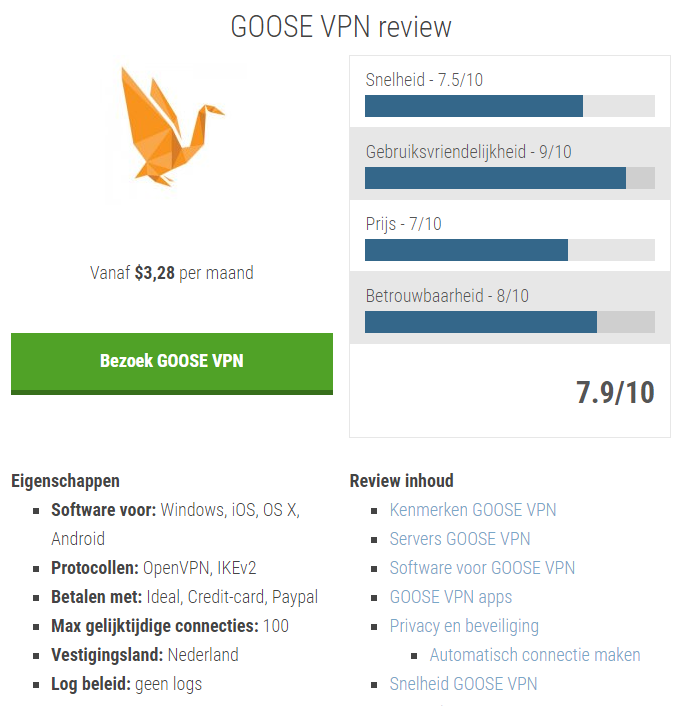 GOOSE VPN review
Vanaf $3,28 per maand
Bezoek GOOSE VPN
Snelheid - 7.5/10
Gebruiksvriendelijkheid - 9/10
Prijs - 7/10
Betrouwbaarheid - 8/10
7.9/10
Eigenschappen
Software voor: Windows, iOS, OS X,
Android
Protocollen: OpenVPN, IKEv2
Betalen met: Ideal, Credit-card, Paypal
Max gelijktijdige connecties: 100
Vestigingsland: Nederland
Log beleid: geen logs
Review inhoud
Kenmerken GOOSE VPN
Servers GOOSE VPN
Software voor GOOSE VPN
GOOSE VPN apps
Privacy en beveiliging
Automatisch connectie maken
Snelheid GOOSE VPN